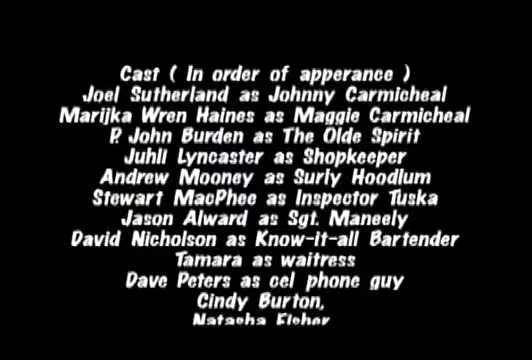 Cast ( In order of apperance )
Joel Sutherland as Johnny Carmicheal
Marijka Wren Haines as Maggie Carmicheal
P. John Burden as The Olde Spirit
Juhli Lyncaster as Shopkeeper
Andrew Mooney as Surly Hoodlum
Stewart MacPhee as Inspector Tuska
Jason Alward as Sgt. Maneely
David Nicholson as Know-it-all Bartender
Tamara as waitress
Dave Peters as cel phone guy
Cindy Burton,
Natasha Fisher